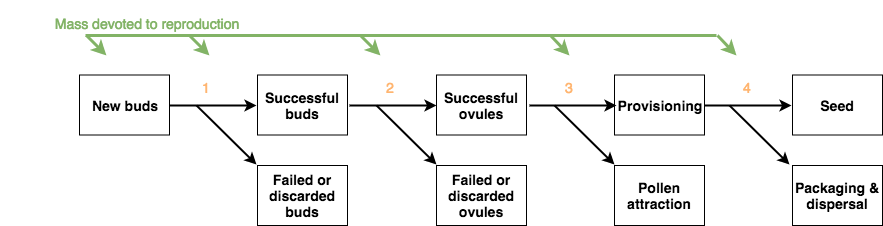 Mass devoted to reproduction
1
2
3
4
New buds
Successful
buds
Successful
ovules
Provisioning
Seed
Failed or
discarded
buds
Failed or
discarded
ovules
Pollen
attraction
Packaging &
dispersal